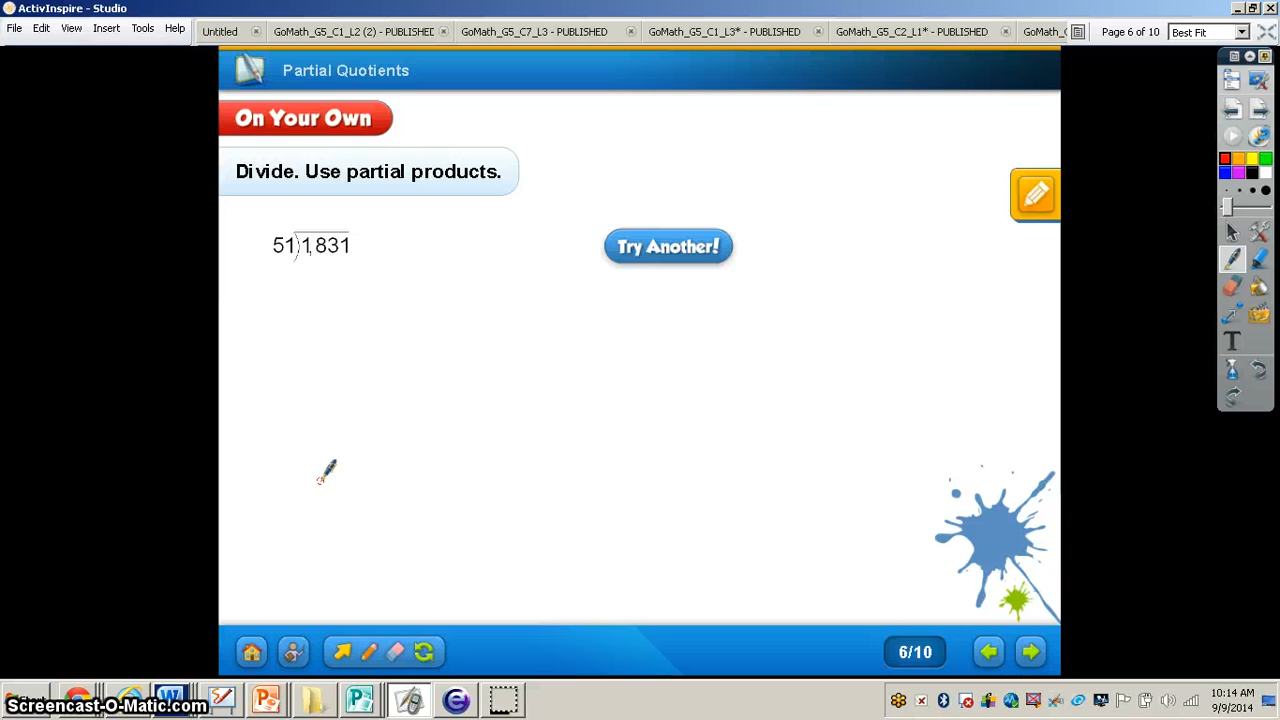 ActivInspire - Studio
File Edit View Insert Tools Help
Untitled GoMath_G5_C1_L2 (2) - PUBLISHED GoMath_G5_C7_L3 - PUBLISHED GoMath_G5_C1_L3* - PUBLISHED GoMath_G5_C2_L1* - PUBLISHED GoMath_G Page 6 of 10 Best Fit
Partial Quotients
On Your Own
Divide. Use partial products.
51 1,831
Try Another!
T
6/10
Start
Screencast-O-Matic.com
10:14 AM
9/9/2014